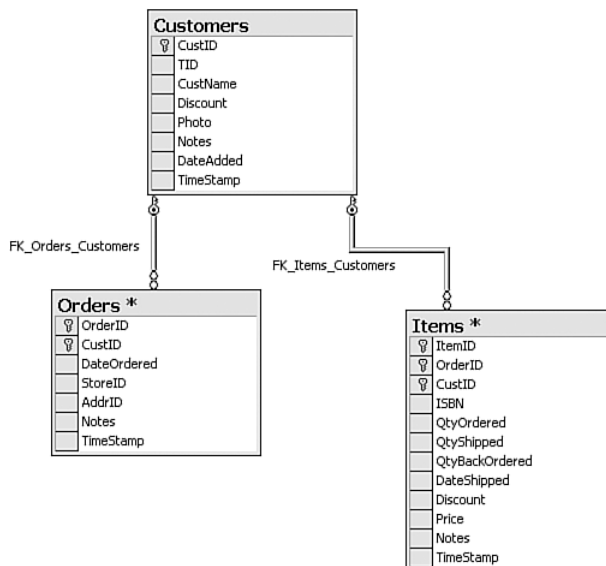 Customers
CustID
TID
CustName
Discount
Photo
Notes
DateAdded
TimeStamp
FK_Orders_Customers
FK_Items_Customers
Orders *
OrderID
CustID
DateOrdered
StoreID
AddrID
Notes
TimeStamp
Items *
ItemID
OrderID
CustID
ISBN
QtyOrdered
QtyShipped
QtyBackOrdered
DateShipped
Discount
Price
Notes
TimeStamp